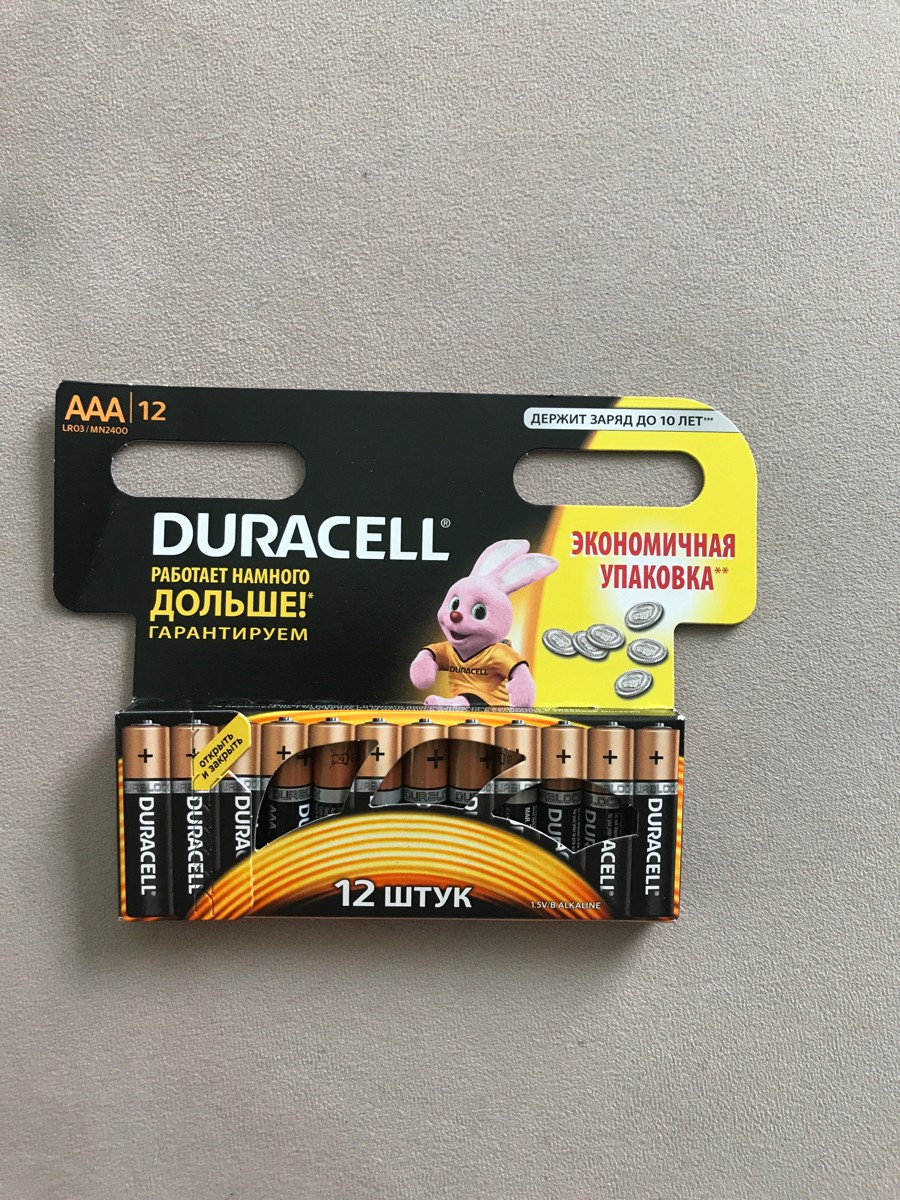 AAA|12
LR03/MN2400
ДЕРЖИТ ЗАРЯД ДО 10 ЛЕТ***
DURACELL®
РАБОТАЕТ НАМНОГО
ДОЛЬШЕ!*
ГАРАНТИРУЕМ
ЭКОНОМИЧНАЯ
УПАКОВКА**
DURACELL
открыть
и закрыть
DURACELL
DURACELL
DURACELL
DURACELL
12 ШТУК
1.5V/В ALKALINE